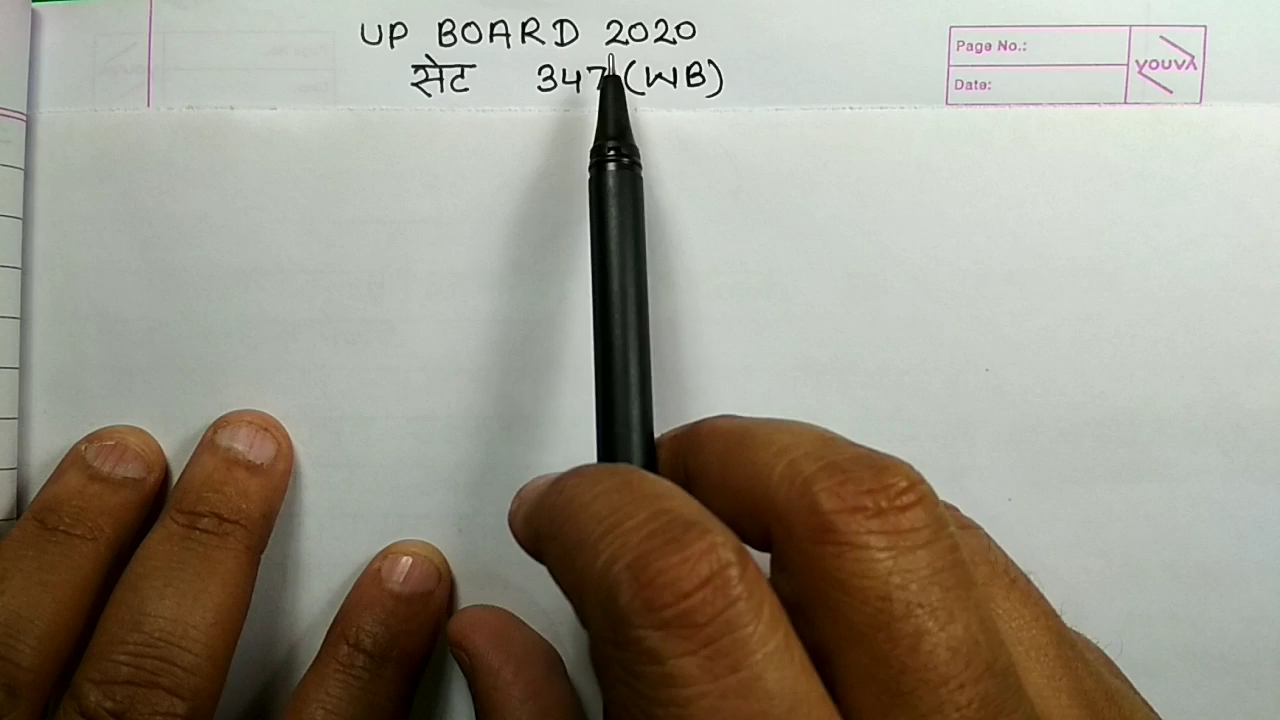 UP BOARD 2020
सेट 347 (WB)
Page No.:
Date:
youva